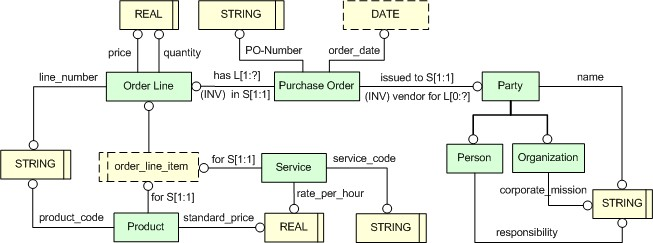 REAL
STRING
DATE
price
quantity
PO-Number
order_date
line_number
Order Line
has L[1:?]
(INV) in S[1:1]
Purchase Order
issued to S[1:1]
(INV) vendor for L[0:?]
Party
name
STRING
order_line_item
for S[1:1]
Service
service_code
Person
Organization
for S[1:1]
rate_per_hour
corporate_mission
STRING
product_code
Product
standard_price
REAL
STRING
responsibility